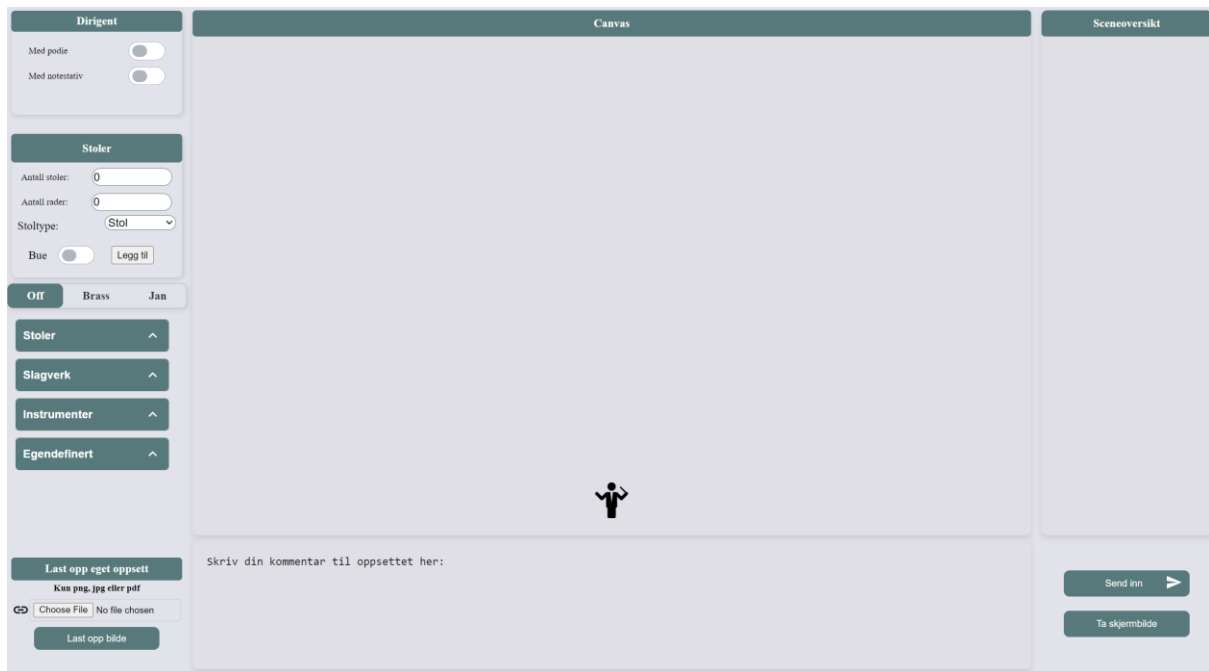 Dirigent
Med podie
Med notestativ
Stoler
Antall stoler: 0
Antall rader: 0
Stoltype: Stol
Bue Legg til
Off Brass Jan
Stoler
Slagverk
Instrumenter
Egendefinert
Last opp eget oppsett
Kun png, jpg eller pdf
Choose File No file chosen
Last opp bilde
Canvas
Skriv din kommentar til oppsettet her:
Sceneoversikt
Send inn
Ta skjermbilde